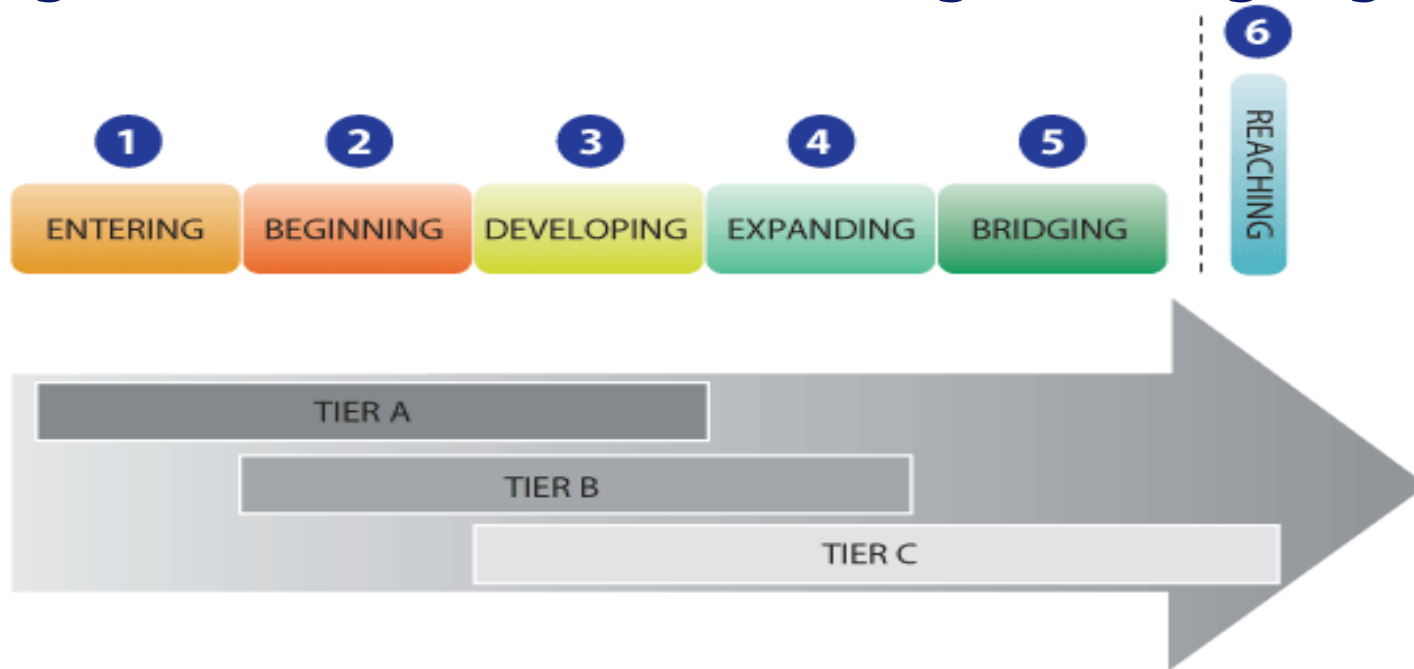 6
1 2 3 4 5
REACHING
ENTERING BEGINNING DEVELOPING EXPANDING BRIDGING
TIER A
TIER B
TIER C